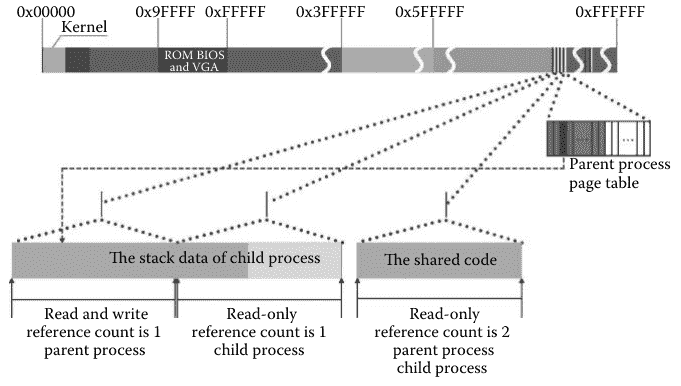 0x00000 0x9FFFF 0xFFFFF 0x3FFFFF 0x5FFFFF 0xFFFFFF
Kernel
ROM BIOS
and VGA
...
...
Parent process
page table
The stack data of child process
The shared code
Read and write
reference count is 1
parent process
Read-only
reference count is 1
child process
Read-only
reference count is 2
parent process
child process